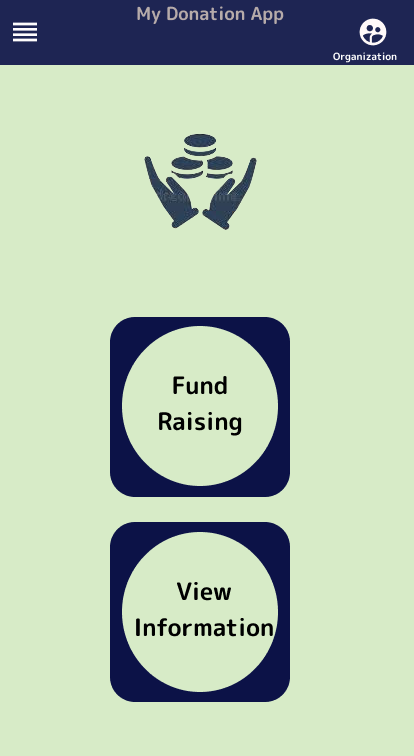 My Donation App
Organization
Fund
Raising
View
Information